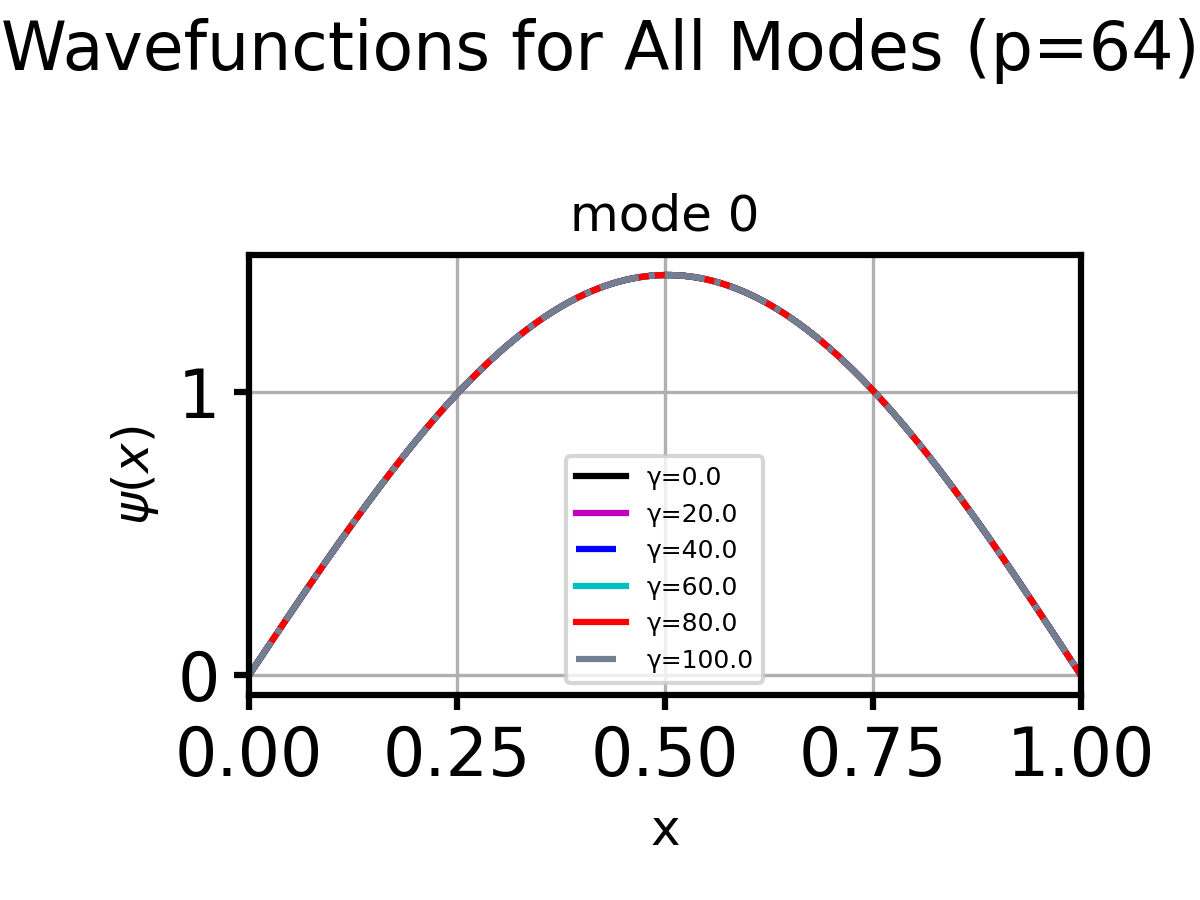 Wavefunctions for All Modes (p=64)
mode 0
1
0
ψ(x)
γ=0.0
γ=20.0
γ=40.0
γ=60.0
γ=80.0
γ=100.0
0.00 0.25 0.50 0.75 1.00
x